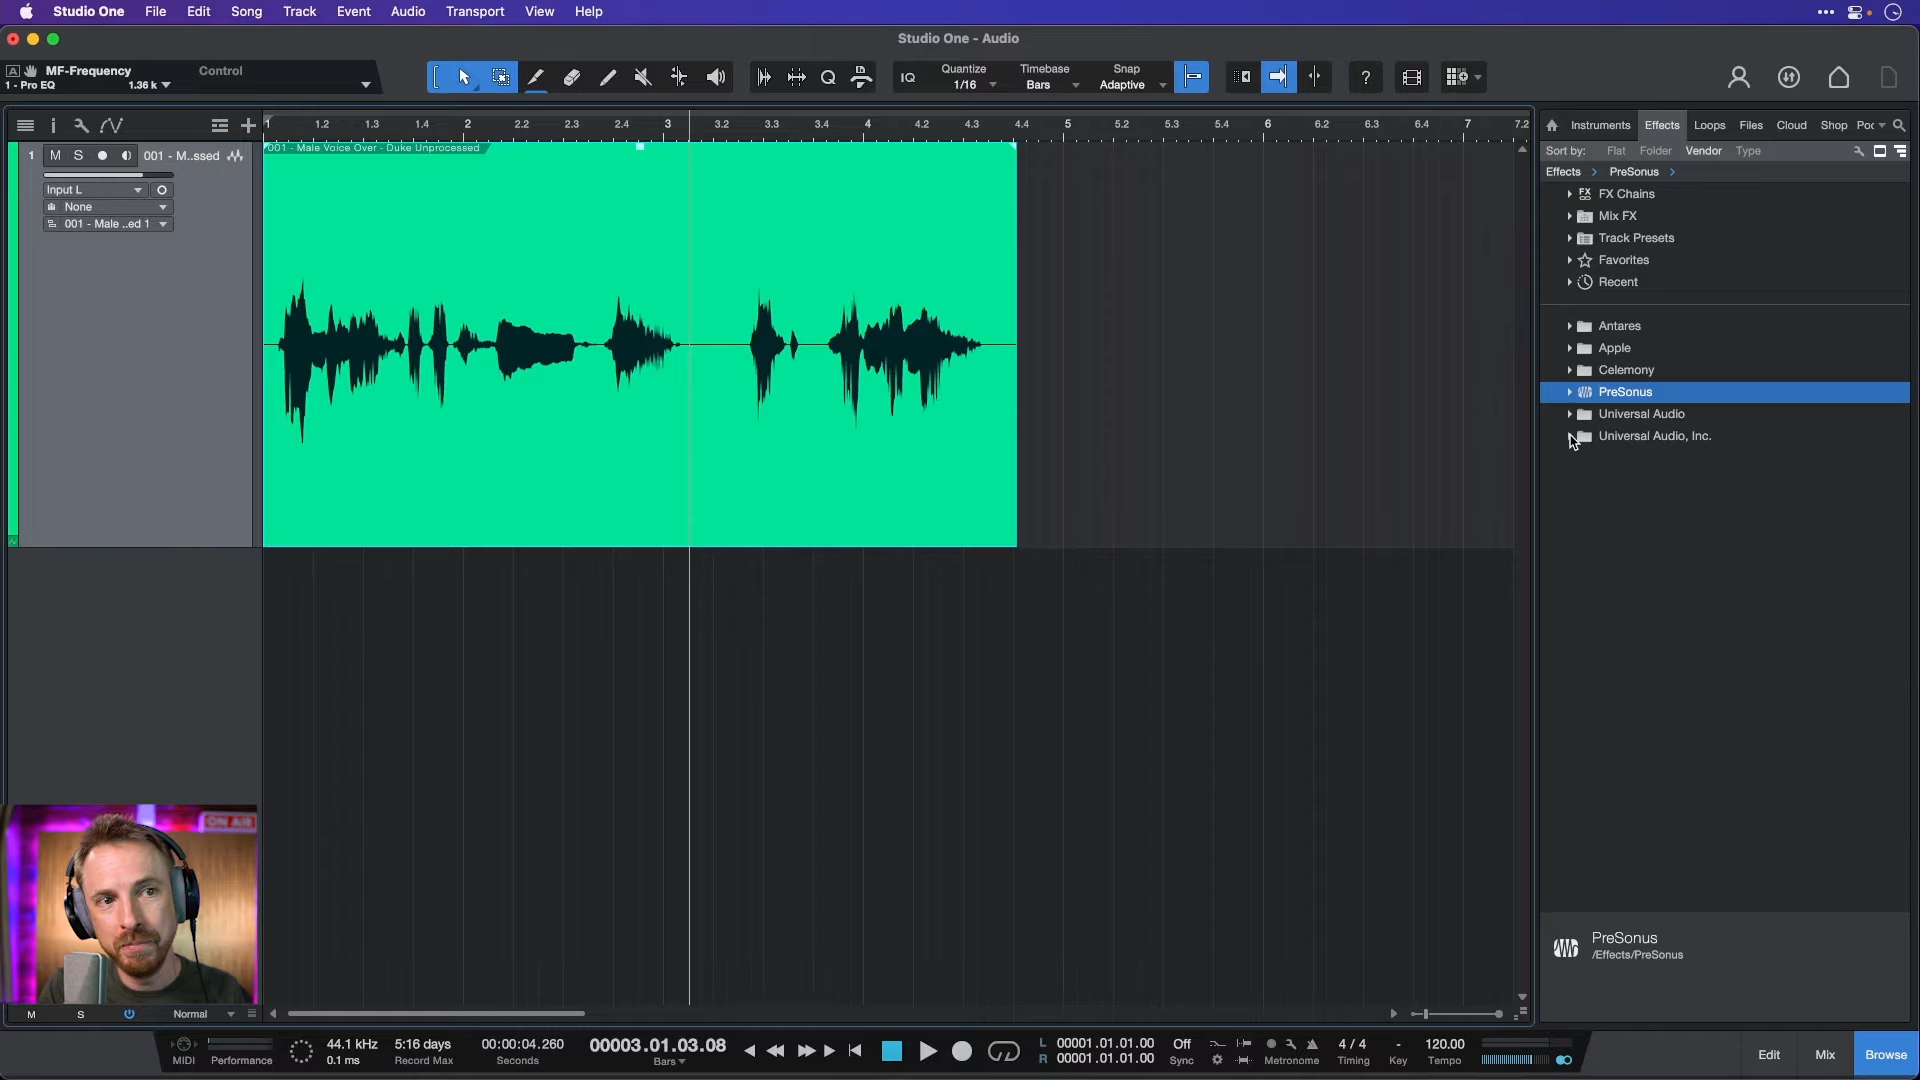 Studio One File Edit Song Track Event Audio Transport View Help
Studio One - Audio
A MF-Frequency Control
1 - Pro EQ 1.36 k
IQ Quantize Timebase Snap
1/16 Bars Adaptive
?
1 1.2 1.3 1.4 2 2.2 2.3 2.4 3 3.2 3.3 3.4 4 4.2 4.3 4.4 5 5.2 5.3 5.4 6 6.2 6.3 6.4 7 7.2
Instruments Effects Loops Files Cloud Shop Poc
Sort by: Flat Folder Vendor Type
Effects > PreSonus >
1 M S 001 - M..ssed
001 - Male Voice Over - Duke Unprocessed
Input L
None
001 - Male ..ed 1
FX Chains
Mix FX
Track Presets
Favorites
Recent
Antares
Apple
Celemony
PreSonus
Universal Audio
Universal Audio, Inc.
ON AIR
PreSonus
/Effects/PreSonus
M S Normal
MIDI Performance
44.1 kHz
0.1 ms
5:16 days
Record Max
00:00:04.260
Seconds
00003.01.03.08
Bars
L 00001.01.01.00
R 00001.01.01.00
Off
Sync
Metronome
4 / 4
Timing
-
Key
120.00
Tempo
Edit Mix Browse